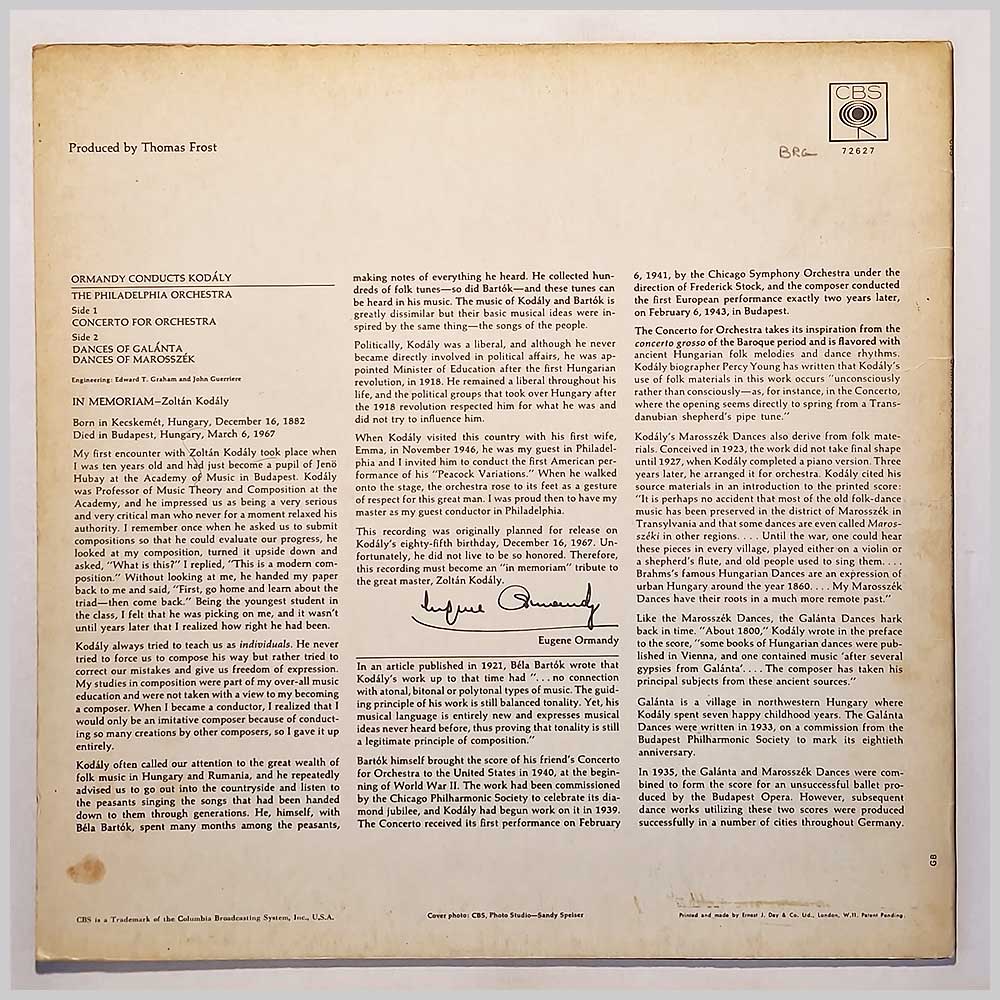 CBS
BRG
72627
Produced by Thomas Frost
ORMANDY CONDUCTS KODÁLY
THE PHILADELPHIA ORCHESTRA
Side 1
CONCERTO FOR ORCHESTRA
Side 2
DANCES OF GALÁNTA
DANCES OF MAROSSZÉK
Engineering: Edward T. Graham and John Guerriere
IN MEMORIAM—Zoltán Kodály
Born in Kecskemét, Hungary, December 16, 1882
Died in Budapest, Hungary, March 6, 1967
My first encounter with Zoltán Kodály took place when
I was ten years old and had just become a pupil of Jenö
Hubay at the Academy of Music in Budapest. Kodály
was Professor of Music Theory and Composition at the
Academy, and he impressed us as being a very serious
and very critical man who never for a moment relaxed his
authority. I remember once when he asked us to submit
compositions so that he could evaluate our progress, he
looked at my composition, turned it upside down and
asked, "What is this?" I replied, "This is a modern com-
position." Without looking at me, he handed my paper
back to me and said, "First, go home and learn about the
triad—then come back." Being the youngest student in
the class, I felt that he was picking on me, and it wasn't
until years later that I realized how right he had been.
Kodály always tried to teach us as individuals. He never
tried to force us to compose his way but rather tried to
correct our mistakes and give us freedom of expression.
My studies in composition were part of my over-all music
education and were not taken with a view to my becoming
a composer. When I became a conductor, I realized that I
would only be an imitative composer because of conduct-
ing so many creations by other composers, so I gave it up
entirely.
Kodály often called our attention to the great wealth of
folk music in Hungary and Rumania, and he repeatedly
advised us to go out into the countryside and listen to
the peasants singing the songs that had been handed
down to them through generations. He, himself, with
Béla Bartók, spent many months among the peasants,
making notes of everything he heard. He collected hun-
dreds of folk tunes—so did Bartók—and these tunes can
be heard in his music. The music of Kodály and Bartók is
greatly dissimilar but their basic musical ideas were in-
spired by the same thing—the songs of the people.
Politically, Kodály was a liberal, and although he never
became directly involved in political affairs, he was ap-
pointed Minister of Education after the first Hungarian
revolution, in 1918. He remained a liberal throughout his
life, and the political groups that took over Hungary after
the 1918 revolution respected him for what he was and
did not try to influence him.
When Kodály visited this country with his first wife,
Emma, in November 1946, he was my guest in Philadel-
phia and I invited him to conduct the first American per-
formance of his "Peacock Variations." When he walked
onto the stage, the orchestra rose to its feet as a gesture
of respect for this great man. I was proud then to have my
master as my guest conductor in Philadelphia.
This recording was originally planned for release on
Kodály's eighty-fifth birthday, December 16, 1967. Un-
fortunately, he did not live to be so honored. Therefore,
this recording must become an "in memoriam" tribute to
the great master, Zoltán Kodály.
Eugene Ormandy
Eugene Ormandy
In an article published in 1921, Béla Bartók wrote that
Kodály's work up to that time had ". . . no connection
with atonal, bitonal or polytonal types of music. The guid-
ing principle of his work is still balanced tonality. Yet, his
musical language is entirely new and expresses musical
ideas never heard before, thus proving that tonality is still
a legitimate principle of composition."
Bartók himself brought the score of his friend's Concerto
for Orchestra to the United States in 1940, at the begin-
ning of World War II. The work had been commissioned
by the Chicago Philharmonic Society to celebrate its dia-
mond jubilee, and Kodály had begun work on it in 1939.
The Concerto received its first performance on February
6, 1941, by the Chicago Symphony Orchestra under the
direction of Frederick Stock, and the composer conducted
the first European performance exactly two years later,
on February 6, 1943, in Budapest.
The Concerto for Orchestra takes its inspiration from the
concerto grosso of the Baroque period and is flavored with
ancient Hungarian folk melodies and dance rhythms.
Kodály biographer Percy Young has written that Kodály's
use of folk materials in this work occurs "unconsciously
rather than consciously—as, for instance, in the Concerto,
where the opening seems directly to spring from a Trans-
danubian shepherd's pipe tune."
Kodály's Marosszék Dances also derive from folk mate-
rials. Conceived in 1923, the work did not take final shape
until 1927, when Kodály completed a piano version. Three
years later, he arranged it for orchestra. Kodály cited his
source materials in an introduction to the printed score:
"It is perhaps no accident that most of the old folk-dance
music has been preserved in the district of Marosszék in
Transylvania and that some dances are even called Maros-
széki in other regions. . . . Until the war, one could hear
these pieces in every village, played either on a violin or
a shepherd's flute, and old people used to sing them. . . .
Brahms's famous Hungarian Dances are an expression of
urban Hungary around the year 1860. . . . My Marosszék
Dances have their roots in a much more remote past."
Like the Marosszék Dances, the Galánta Dances hark
back in time. "About 1800," Kodály wrote in the preface
to the score, "some books of Hungarian dances were pub-
lished in Vienna, and one contained music 'after several
gypsies from Galánta'. . . . The composer has taken his
principal subjects from these ancient sources."
Galánta is a village in northwestern Hungary where
Kodály spent seven happy childhood years. The Galánta
Dances were written in 1933, on a commission from the
Budapest Philharmonic Society to mark its eightieth
anniversary.
In 1935, the Galánta and Marosszék Dances were com-
bined to form the score for an unsuccessful ballet pro-
duced by the Budapest Opera. However, subsequent
dance works utilizing these two scores were produced
successfully in a number of cities throughout Germany.
GB
CBS is a Trademark of the Columbia Broadcasting System, Inc., U.S.A.
Cover photo: CBS, Photo Studio—Sandy Speiser
Printed and made by Ernest J. Day & Co. Ltd., London, W.11. Patent Pending.